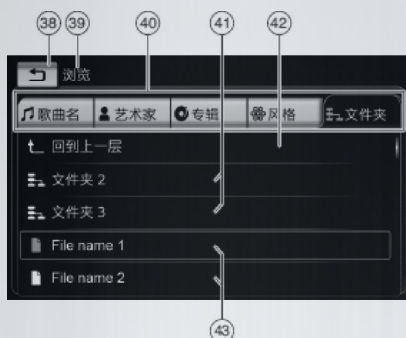 38 39 40 41 42
浏览
歌曲名 艺术家 专辑 风格 文件夹
回到上一层
文件夹 2
文件夹 3
File name 1
File name 2
43